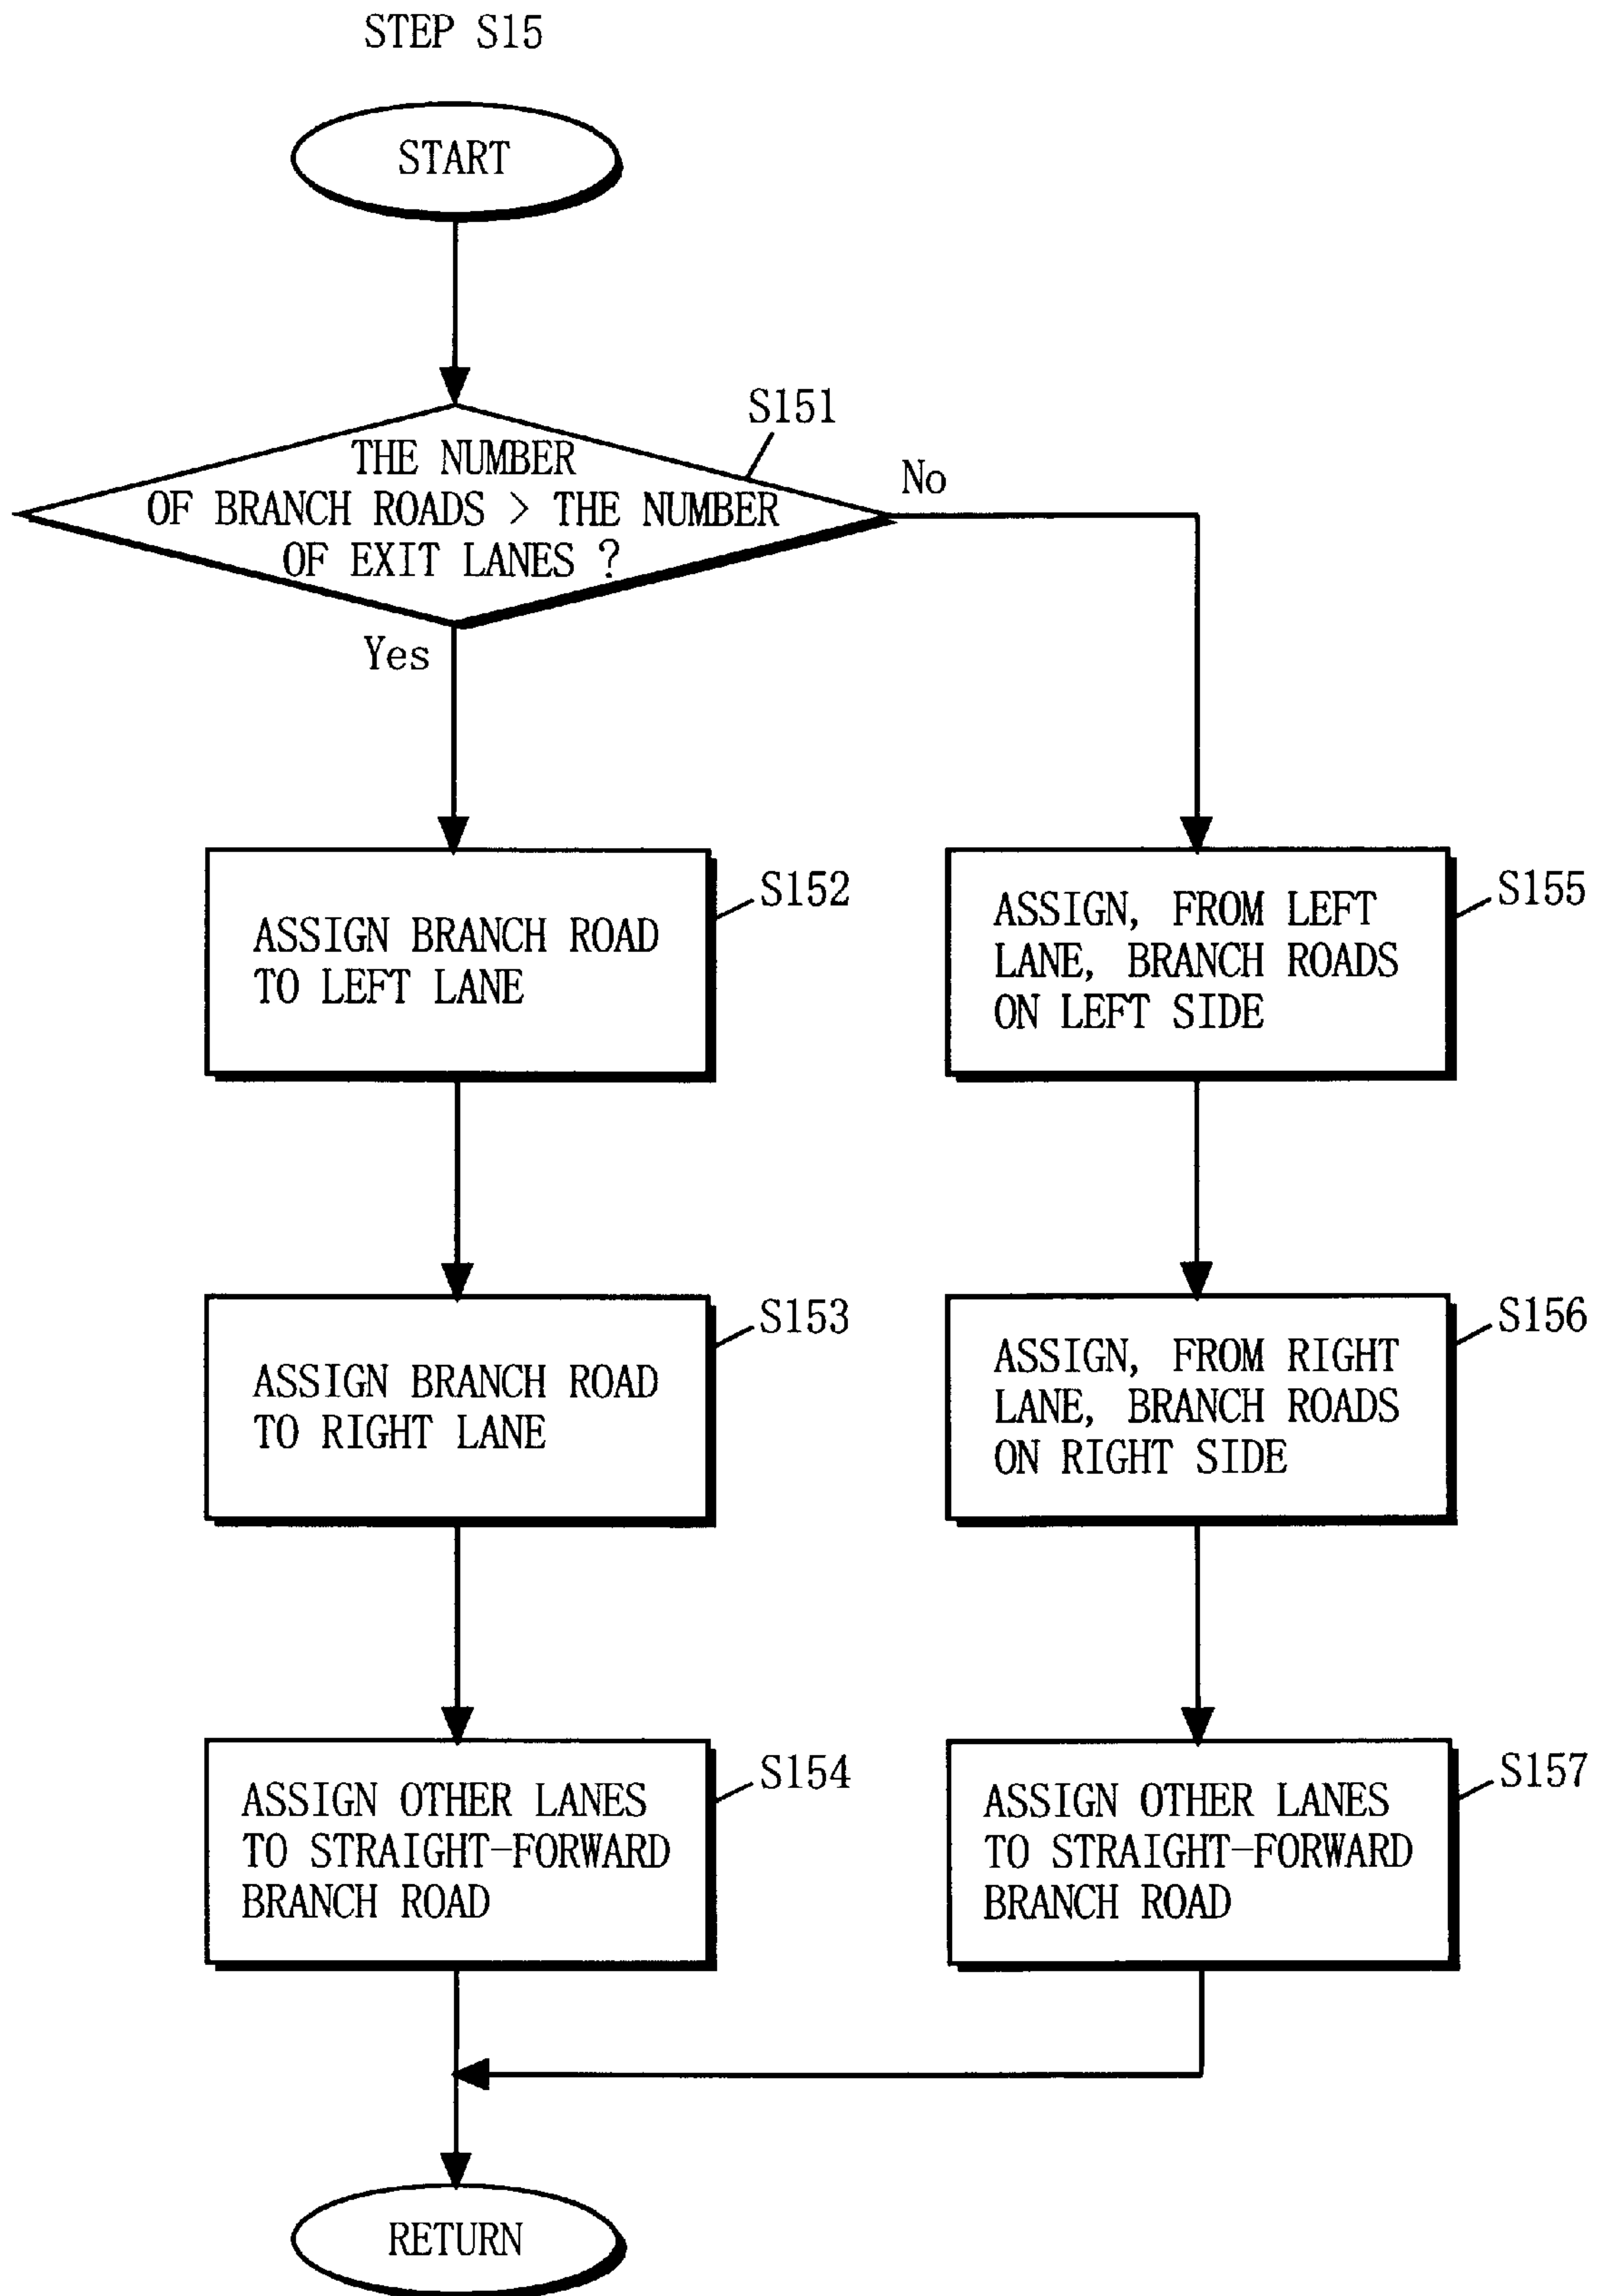 STEP S15
START
S151
THE NUMBER
OF BRANCH ROADS > THE NUMBER
OF EXIT LANES ?
No
Yes
S152
ASSIGN BRANCH ROAD
TO LEFT LANE
S155
ASSIGN, FROM LEFT
LANE, BRANCH ROADS
ON LEFT SIDE
S153
ASSIGN BRANCH ROAD
TO RIGHT LANE
S156
ASSIGN, FROM RIGHT
LANE, BRANCH ROADS
ON RIGHT SIDE
S154
ASSIGN OTHER LANES
TO STRAIGHT-FORWARD
BRANCH ROAD
S157
ASSIGN OTHER LANES
TO STRAIGHT-FORWARD
BRANCH ROAD
RETURN